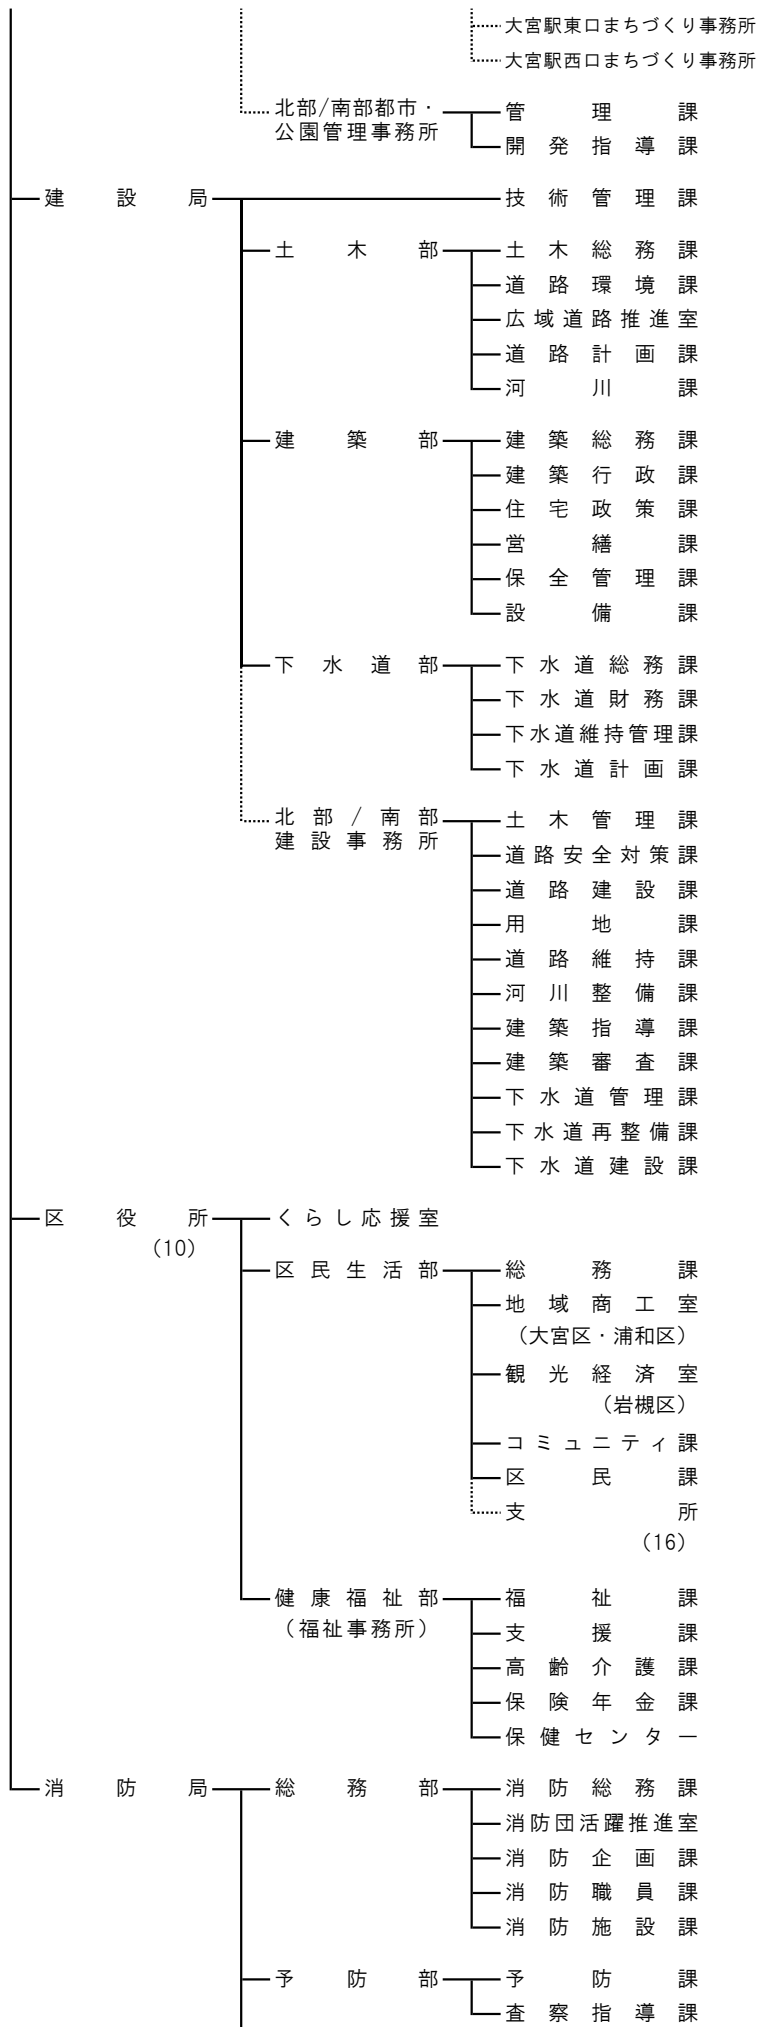 大宮駅東口まちづくり事務所
大宮駅西口まちづくり事務所
北部/南部都市・ 管理課
公園管理事務所
開発指導課
建設局 技術管理課
土木部 土木総務課
道路環境課
広域道路推進室
道路計画課
河川課
建築部 建築総務課
建築行政課
住宅政策課
営繕課
保全管理課
設備課
下水道部 下水道総務課
下水道財務課
下水道維持管理課
下水道計画課
北部/南部 土木管理課
建設事務所
道路安全対策課
道路建設課
用地課
道路維持課
河川整備課
建築指導課
建築審査課
下水道管理課
下水道再整備課
下水道建設課
区役所 くらし応援室
(10)
区民生活部 総務課
地域商工室
(大宮区・浦和区)
観光経済室
(岩槻区)
コミュニティ課
区民課
支所
(16)
健康福祉部 福祉課
(福祉事務所)
支援課
高齢介護課
保険年金課
保健センター
消防局 総務部 消防総務課
消防団活躍推進室
消防企画課
消防職員課
消防施設課
予防部 予防課
査察指導課